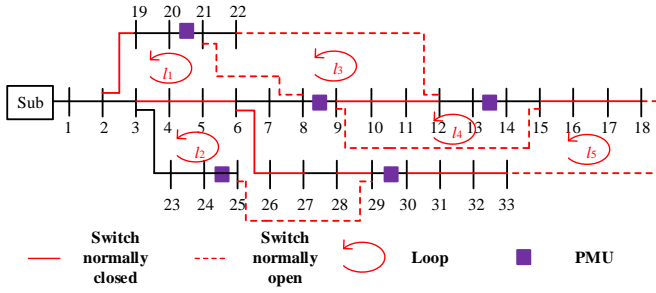 19 20 21 22
l1 l3
Sub
1 2 3 4 5 6 7 8 9 10 11 12 13 14 15 16 17 18
l2 l4 l5
23 24 25 26 27 28 29 30 31 32 33
Switch normally closed
Switch normally open
Loop
PMU